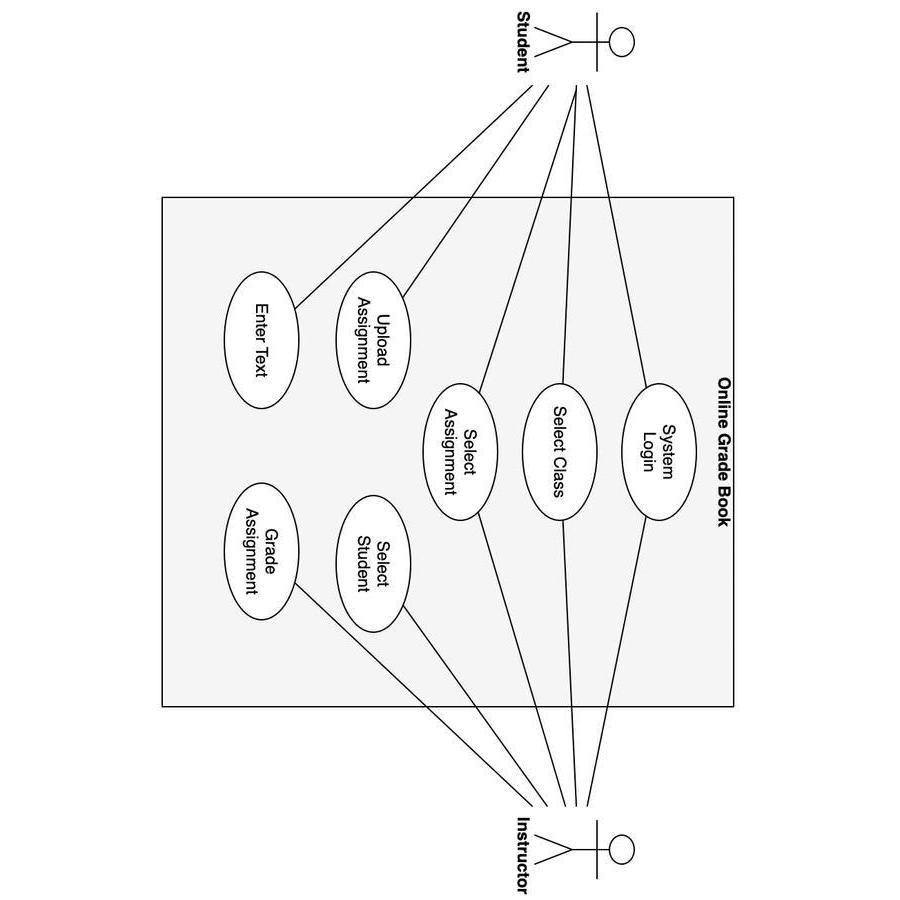 Online Grade Book
Student
System
Login
Select Class
Select
Assignment
Upload
Assignment
Enter Text
Select
Student
Grade
Assignment
Instructor